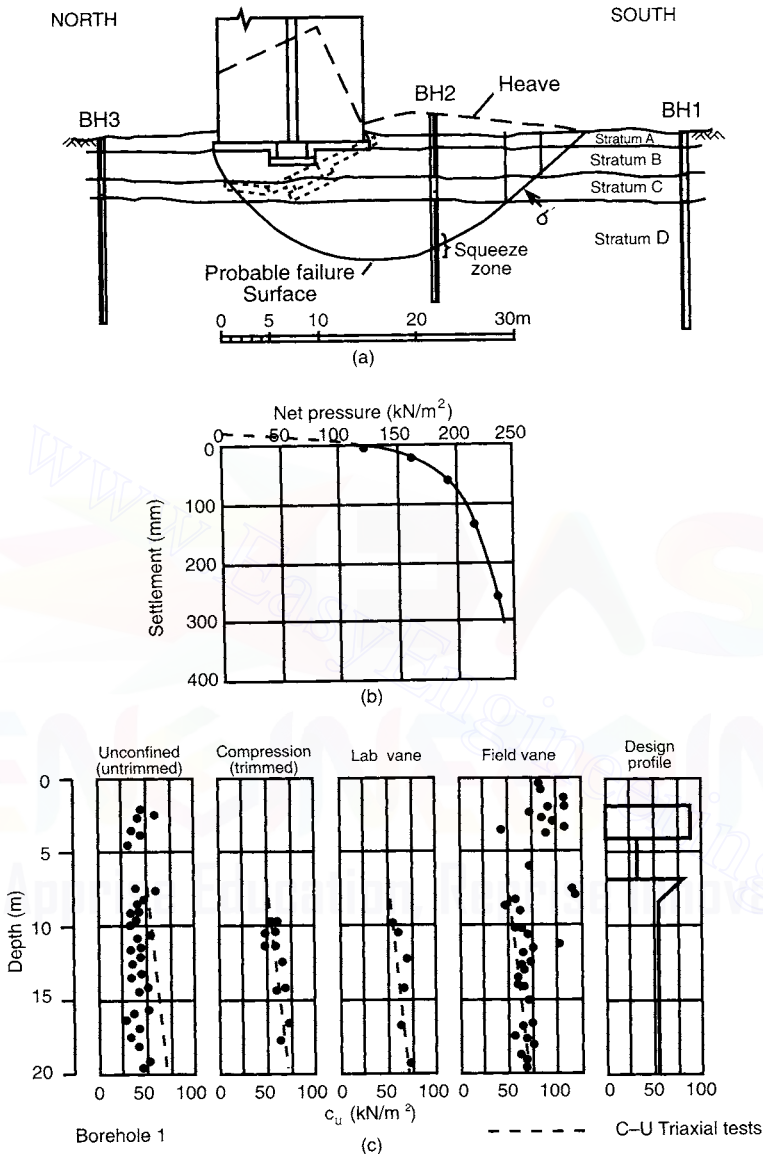 NORTH
SOUTH
BH3
BH2
Heave
BH1
Stratum A
Stratum B
Stratum C
σ
Stratum D
Squeeze
zone
Probable failure
Surface
0 5 10 20 30m
(a)
Net pressure (kN/m²)
0 50 100 150 200 250
0
100
200
300
400
Settlement (mm)
(b)
Unconfined
(untrimmed)
Compression
(trimmed)
Lab vane
Field vane
Design
profile
0
5
10
15
20
Depth (m)
0 50 100
0 50 100
0 50 100
0 50 100
0 50 100
cᵤ (kN/m²)
Borehole 1
C–U Triaxial tests
(c)
www.EasyEngineering